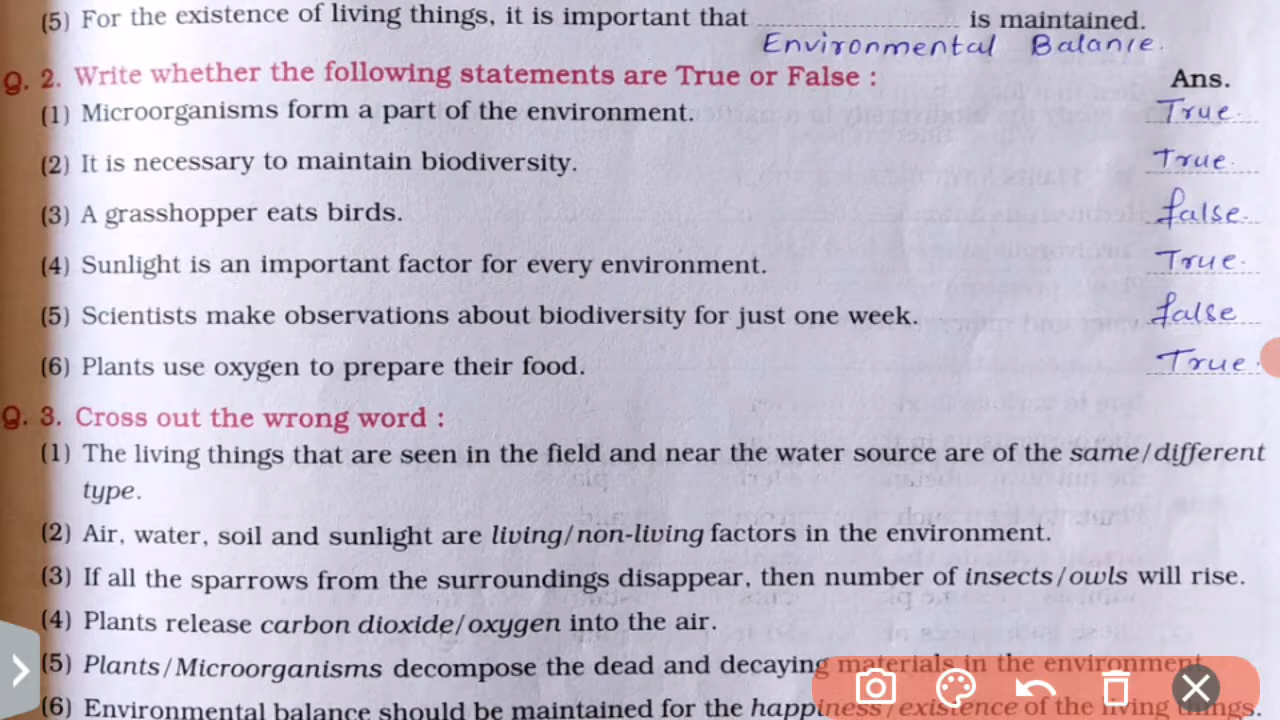 (5) For the existence of living things, it is important that .............................. is maintained.
Environmental Balance.
Q. 2. Write whether the following statements are True or False : Ans.
(1) Microorganisms form a part of the environment. True
(2) It is necessary to maintain biodiversity. True.
(3) A grasshopper eats birds. false.
(4) Sunlight is an important factor for every environment. True.
(5) Scientists make observations about biodiversity for just one week. false
(6) Plants use oxygen to prepare their food. True.
Q. 3. Cross out the wrong word :
(1) The living things that are seen in the field and near the water source are of the same/different
type.
(2) Air, water, soil and sunlight are living/non-living factors in the environment.
(3) If all the sparrows from the surroundings disappear, then number of insects/owls will rise.
(4) Plants release carbon dioxide/oxygen into the air.
(5) Plants/Microorganisms decompose the dead and decaying materials in the environment
(6) Environmental balance should be maintained for the happiness/existence of the living things.